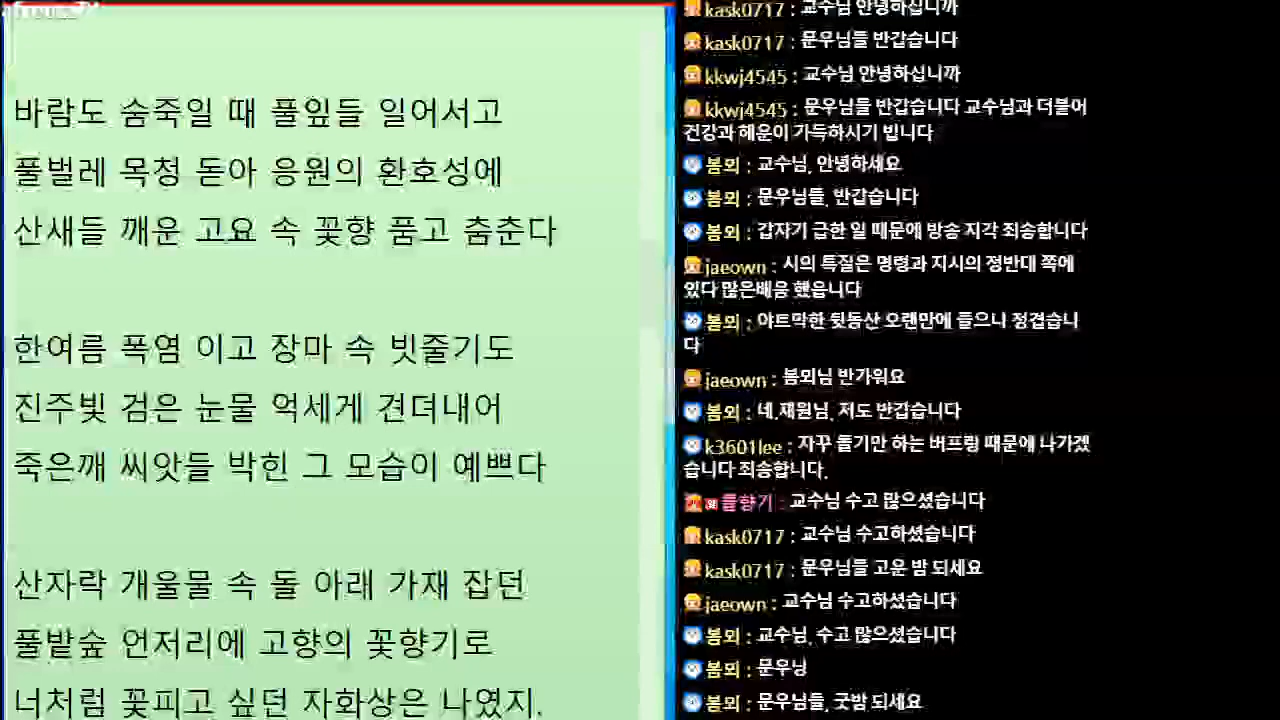 바람도 숨죽일 때 풀잎들 일어서고
풀벌레 목청 돋아 응원의 환호성에
산새들 깨운 고요 속 꽃향 품고 춤춘다
한여름 폭염 이고 장마 속 빗줄기도
진주빛 검은 눈물 억세게 견뎌내어
죽은깨 씨앗들 박힌 그 모습이 예쁘다
산자락 개울물 속 돌 아래 가재 잡던
풀밭숲 언저리에 고향의 꽃향기로
너처럼 꽃피고 싶던 자화상은 나였지.
kask0717 : 교수님 안녕하십니까
kask0717 : 문우님들 반갑습니다
kkwj4545 : 교수님 안녕하십니까
kkwj4545 : 문우님들 반갑습니다 교수님과 더불어
건강과 해운이 가득하시기 빕니다
봄뫼 : 교수님, 안녕하세요
봄뫼 : 문우님들, 반갑습니다
봄뫼 : 갑자기 급한 일 때문에 방송 지각 죄송합니다
jaeown : 시의 특질은 명령과 지시의 정반대 쪽에
있다 많은배움 했읍니다
봄뫼 : 야트막한 뒷동산 오랜만에 들으니 정겹습니
다
jaeown : 봄뫼님 반가워요
봄뫼 : 네.재원님, 저도 반갑습니다
k3601lee : 자꾸 돌기만 하는 버프링 때문에 나가겠
습니다 죄송합니다.
들향기 : 교수님 수고 많으셨습니다
kask0717 : 교수님 수고하셨습니다
kask0717 : 문우님들 고운 밤 되세요
jaeown : 교수님 수고하셨습니다
봄뫼 : 교수님, 수고 많으셨습니다
봄뫼 : 문우닝
봄뫼 : 문우님들, 굿밤 되세요